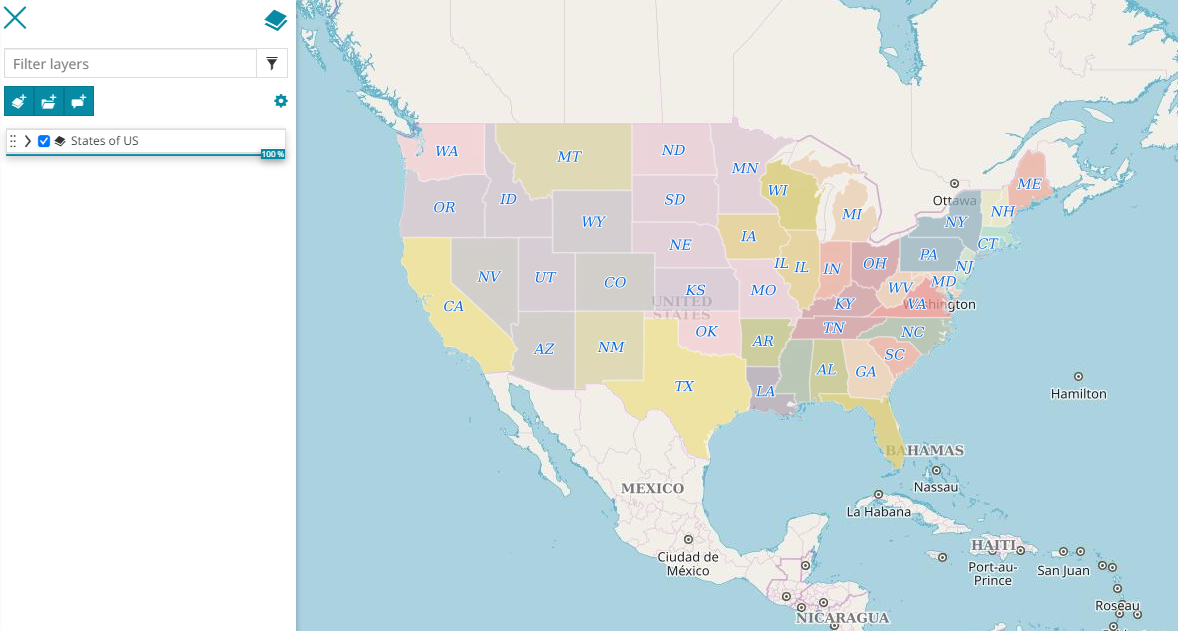 Filter layers
States of US
100 %
WA
MT
ND
MN
OR
ID
SD
WI
WY
MI
NE
IA
NV
UT
CO
KS
IL
IL
IN
OH
PA
NY
NH
ME
CT
NJ
MD
WV
VA
CA
MO
KY
UNITED
STATES
OK
TN
NC
AZ
NM
AR
SC
TX
LA
AL
GA
Ottawa
Washington
Hamilton
BAHAMAS
Nassau
MEXICO
La Habana
Ciudad de
México
HAITI
Port-au-
Prince
San Juan
Roseau
NICARAGUA